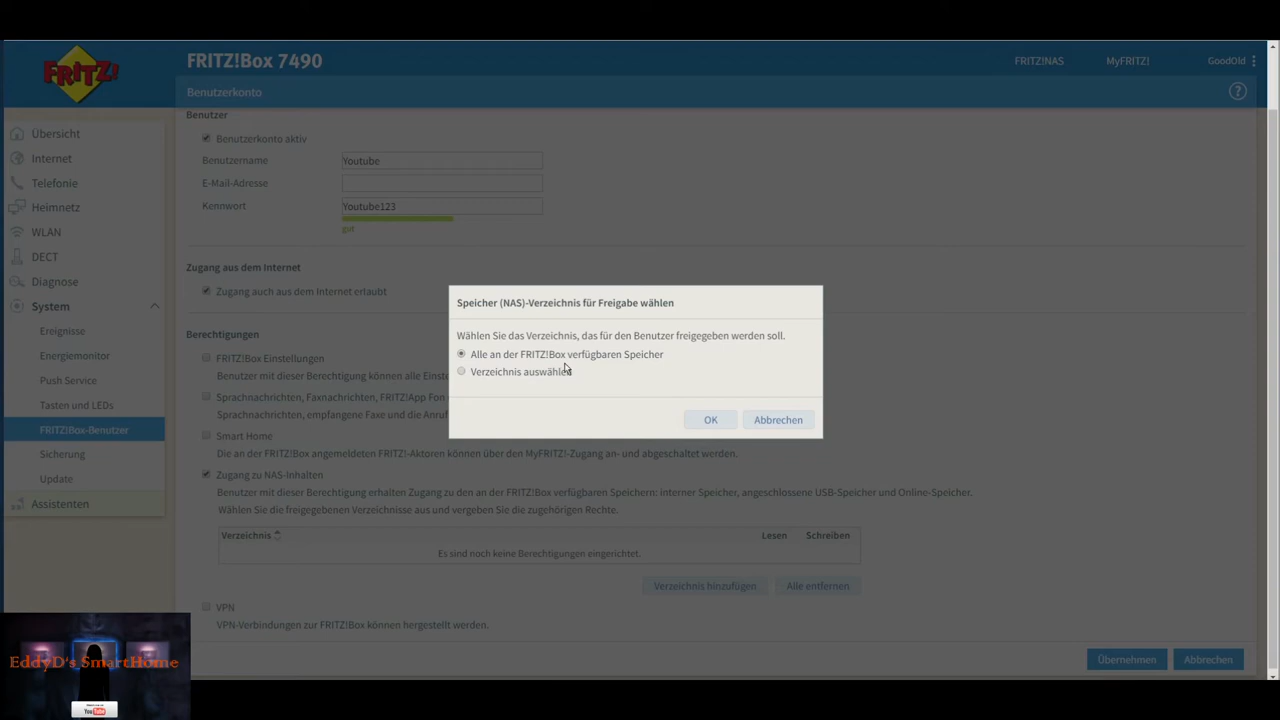 FRITZ!
FRITZ!Box 7490
FRITZ!NAS
MyFRITZ!
GoodOld
Benutzerkonto
?
Übersicht
Internet
Telefonie
Heimnetz
WLAN
DECT
Diagnose
System
Ereignisse
Energiemonitor
Push Service
Tasten und LEDs
FRITZ!Box-Benutzer
Sicherung
Update
Assistenten
Benutzer
Benutzerkonto aktiv
Benutzername
Youtube
E-Mail-Adresse
Kennwort
Youtube123
gut
Zugang aus dem Internet
Zugang auch aus dem Internet erlaubt
Berechtigungen
FRITZ!Box Einstellungen
Benutzer mit dieser Berechtigung können alle Einst
Sprachnachrichten, Faxnachrichten, FRITZ!App Fon
Sprachnachrichten, empfangene Faxe und die Anruf
Smart Home
Die an der FRITZ!Box angemeldeten FRITZ!-Aktoren können über den MyFRITZ!-Zugang an- und abgeschaltet werden.
Zugang zu NAS-Inhalten
Benutzer mit dieser Berechtigung erhalten Zugang zu den an der FRITZ!Box verfügbaren Speichern: interner Speicher, angeschlossene USB-Speicher und Online-Speicher.
Wählen Sie die freigegebenen Verzeichnisse aus und vergeben Sie die zugehörigen Rechte.
Verzeichnis
Lesen
Schreiben
Es sind noch keine Berechtigungen eingerichtet.
Verzeichnis hinzufügen
Alle entfernen
VPN
VPN-Verbindungen zur FRITZ!Box können hergestellt werden.
Übernehmen
Abbrechen
Speicher (NAS)-Verzeichnis für Freigabe wählen
Wählen Sie das Verzeichnis, das für den Benutzer freigegeben werden soll.
Alle an der FRITZ!Box verfügbaren Speicher
Verzeichnis auswählen
OK
Abbrechen
EddyD's SmartHome